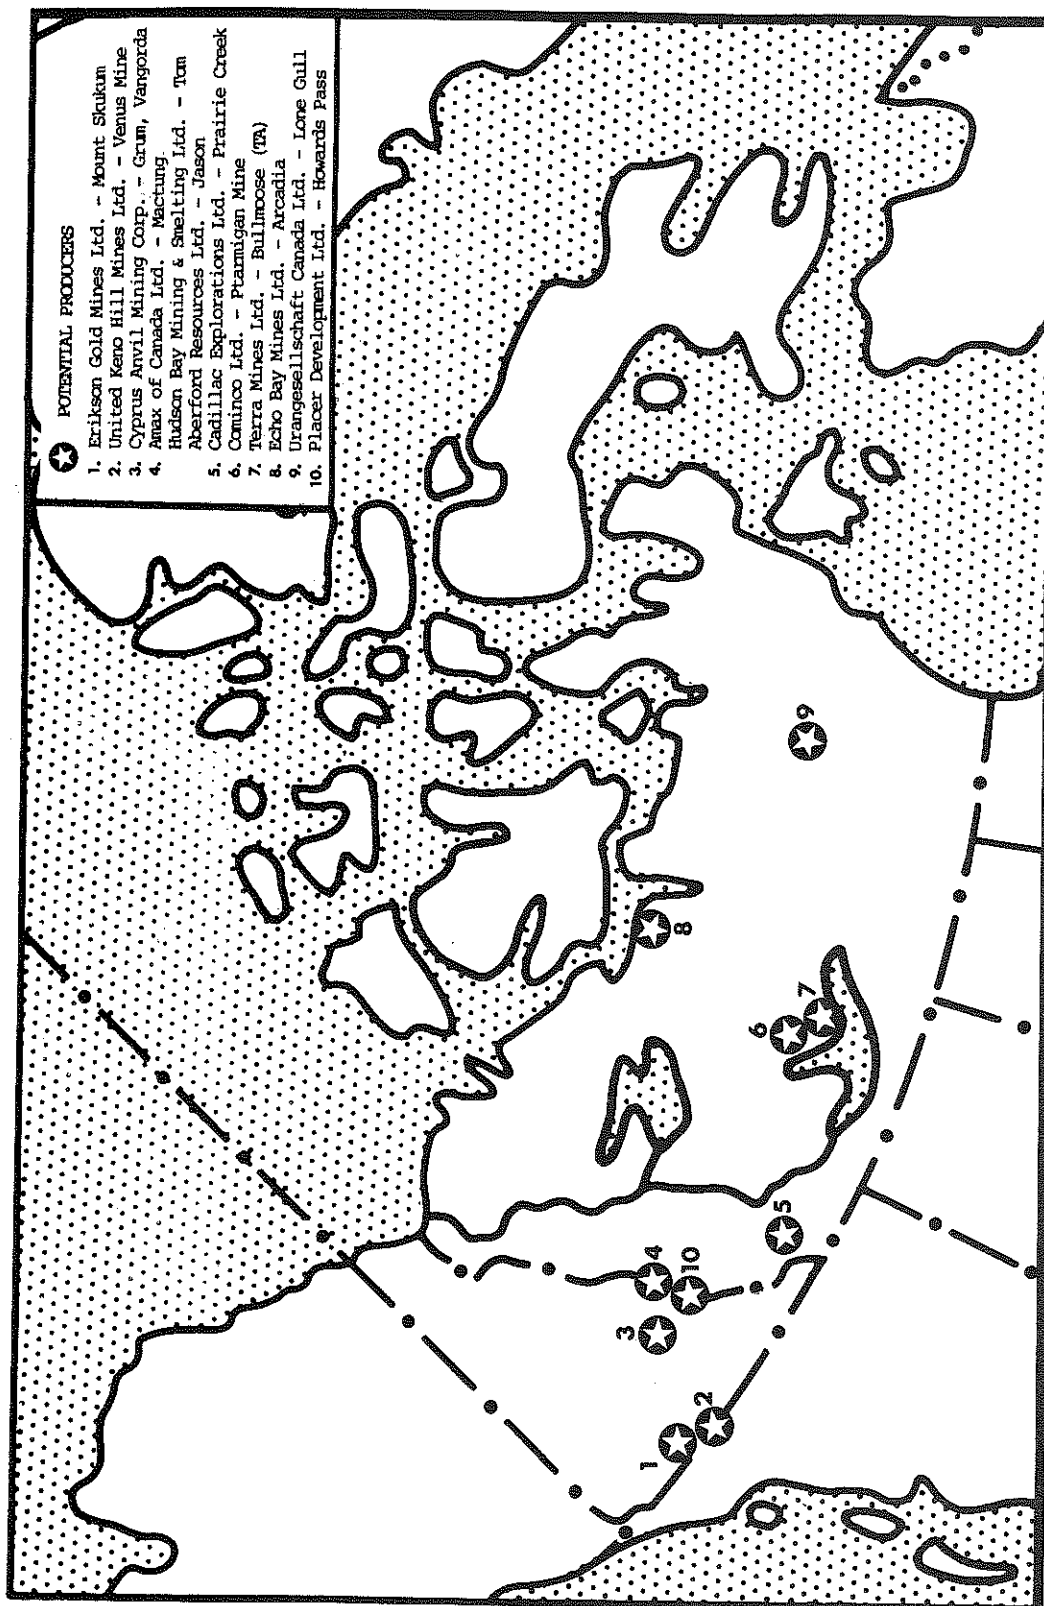 POTENTIAL PRODUCERS
1. Erikson Gold Mines Ltd. - Mount Skukum
2. United Keno Hill Mines Ltd. - Venus Mine
3. Cyprus Anvil Mining Corp. - Grum, Vangorda
4. Amax of Canada Ltd. - Mactung
Hudson Bay Mining & Smelting Ltd. - Tom
Aberford Resources Ltd. - Jason
5. Cadillac Explorations Ltd. - Prairie Creek
6. Cominco Ltd. - Ptarmigan Mine
7. Terra Mines Ltd. - Bullmoose (TA)
8. Echo Bay Mines Ltd. - Arcadia
9. Urangesellschaft Canada Ltd. - Lone Gull
10. Placer Development Ltd. - Howards Pass
1
2
3
4
10
5
6
7
8
9